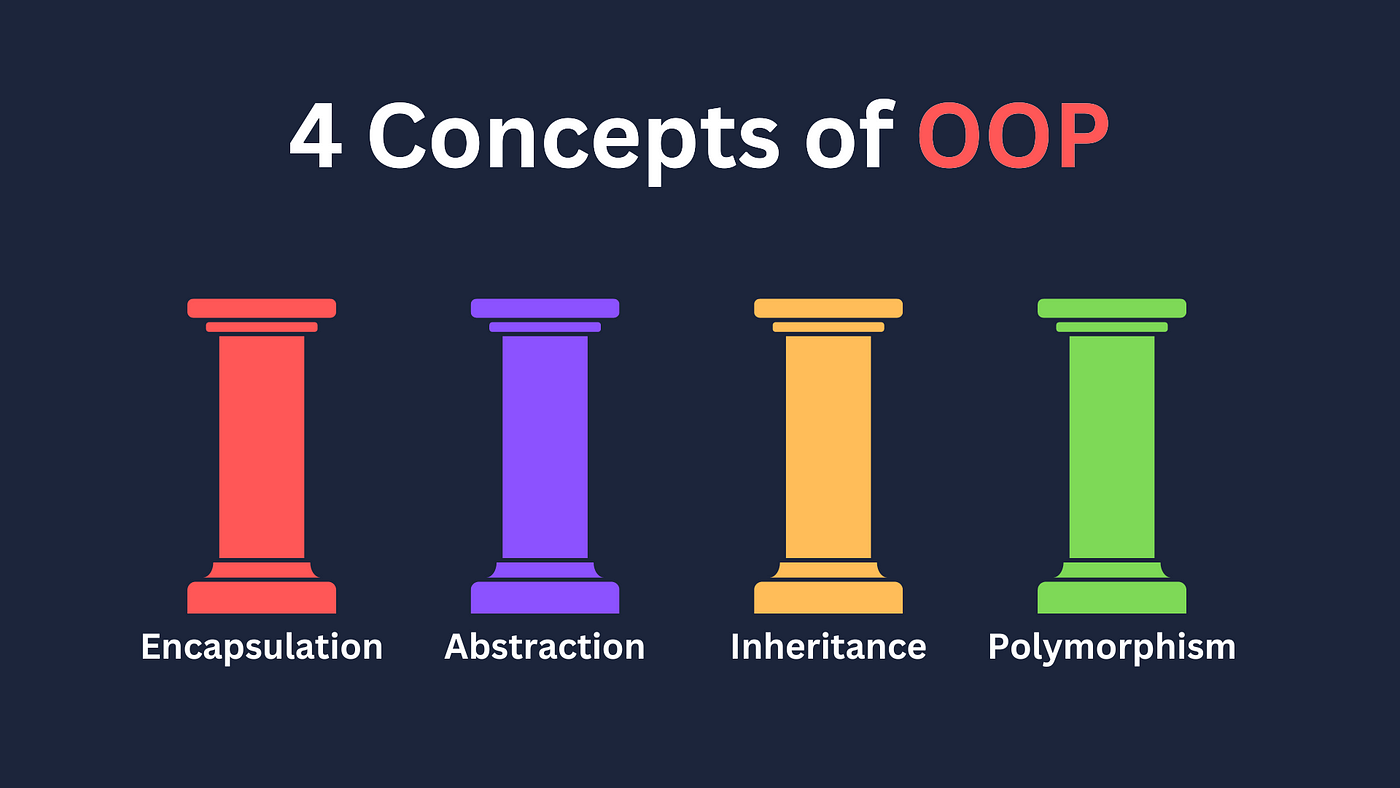 4 Concepts of OOP
Encapsulation Abstraction Inheritance Polymorphism